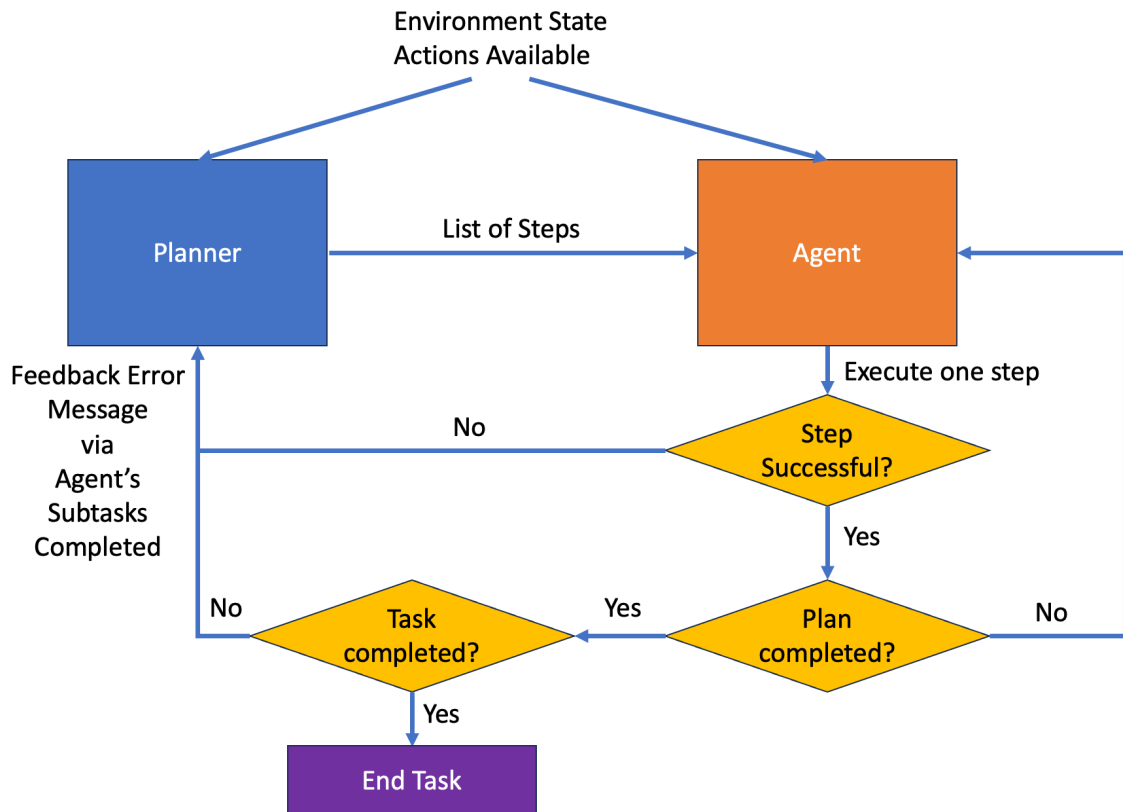 Environment State
Actions Available
Planner
List of Steps
Agent
Feedback Error
Message
via
Agent's
Subtasks
Completed
Execute one step
No
Step
Successful?
Yes
No
Task
completed?
Yes
Plan
completed?
No
Yes
End Task